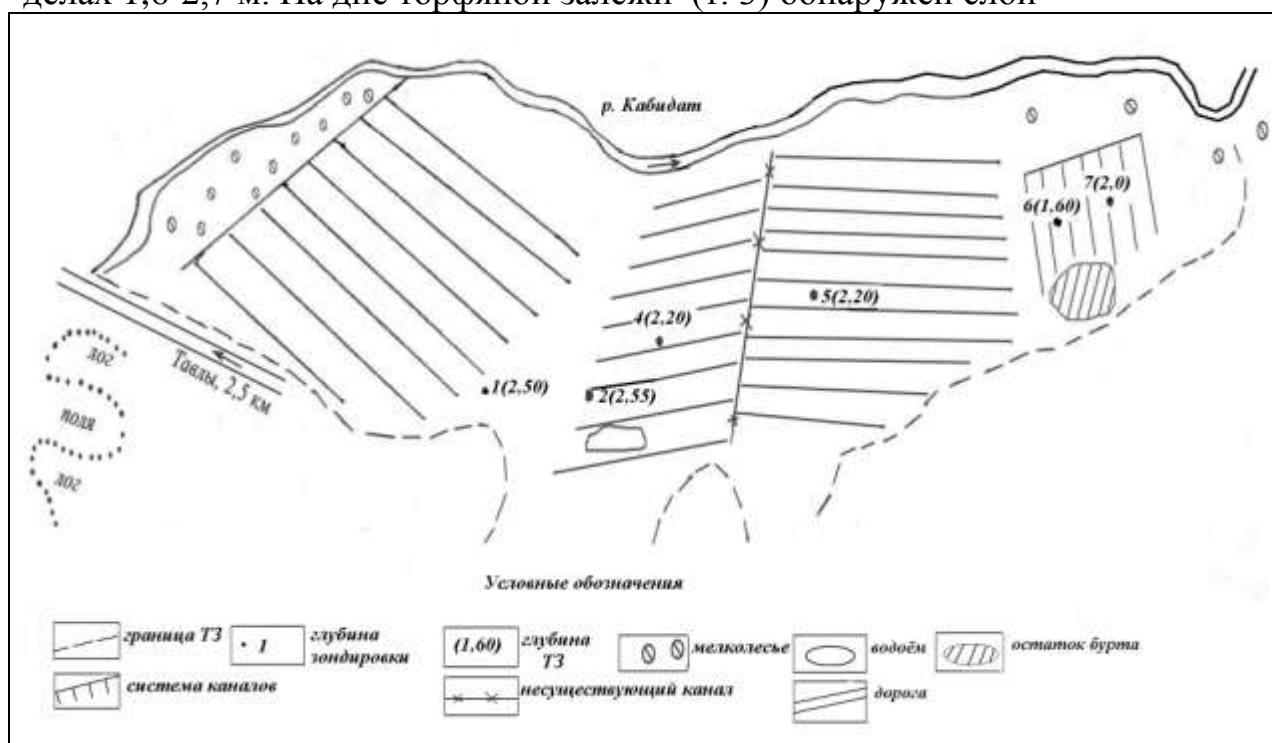 делах 1,6-2,7 м. На дне торфяной залежи (т. 3) обнаружен слой
р. Кабидат
7(2,0)
6(1,60)
5(2,20)
4(2,20)
лог
Тавлы, 2,5 км
1(2,50)
2(2,55)
поля
лог
Условные обозначения
граница ТЗ
1
глубина зондировки
(1,60)
глубина ТЗ
мелколесье
водоём
остаток бурта
система каналов
несуществующий канал
дорога